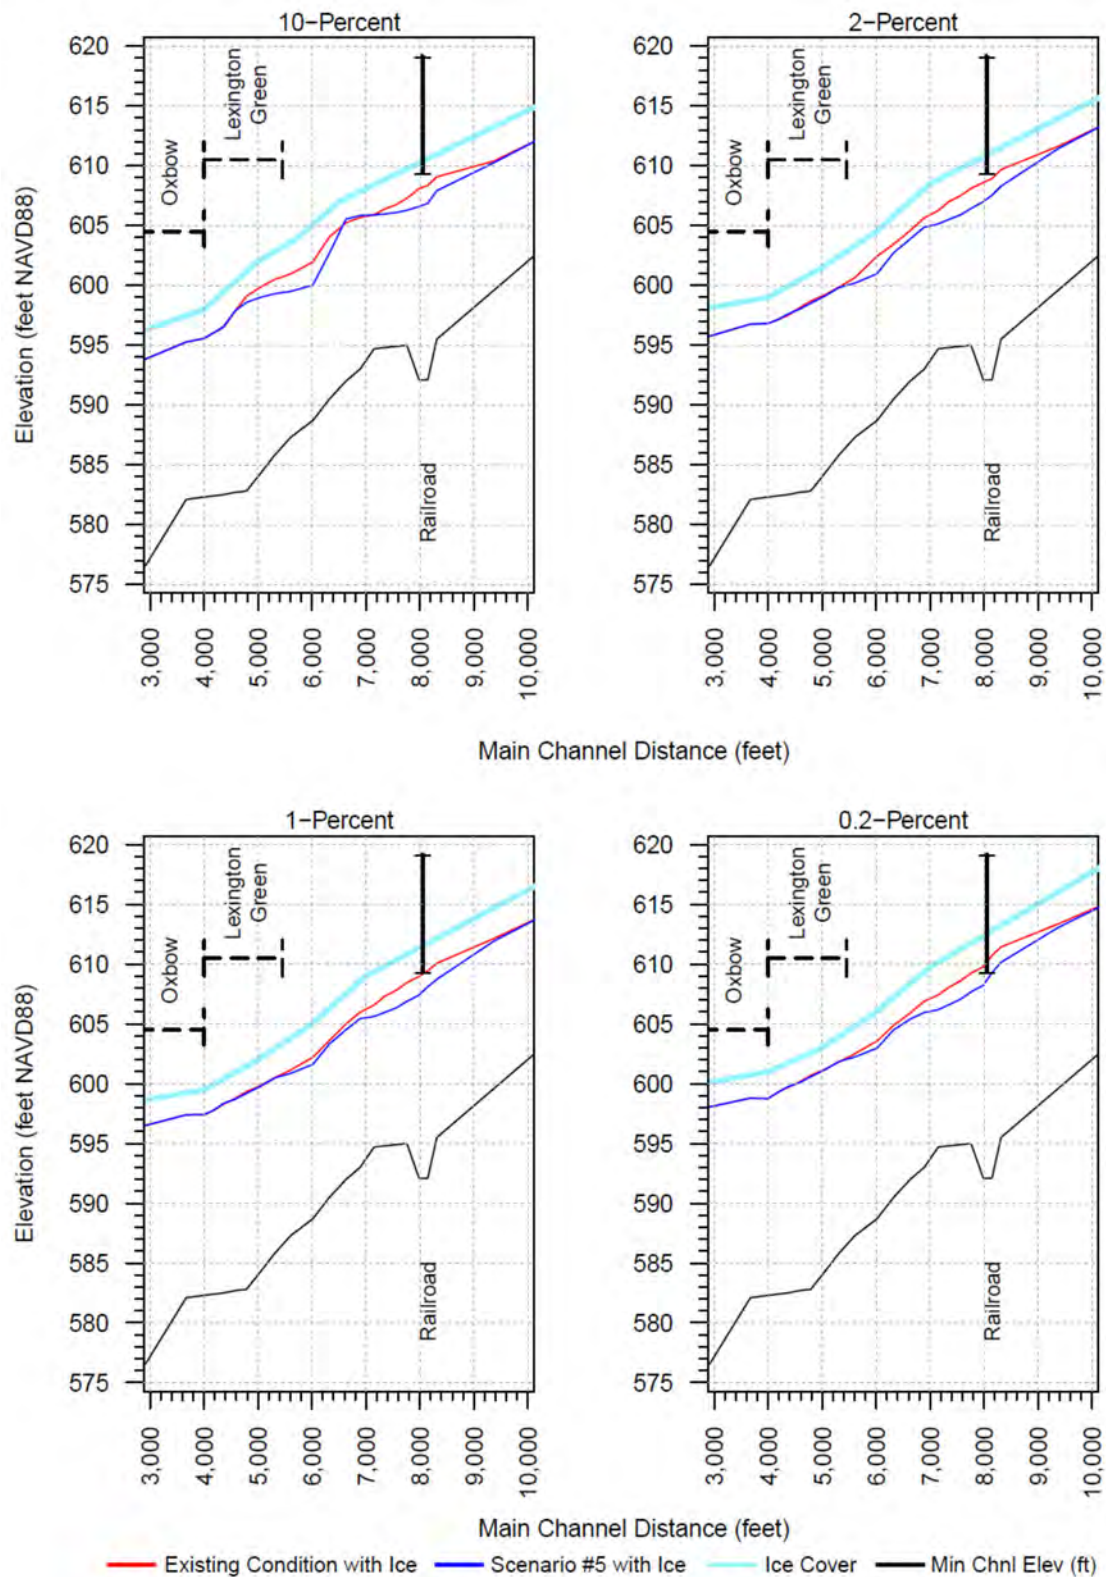 10−Percent
2−Percent
620
615
610
605
600
595
590
585
580
575
Elevation (feet NAVD88)
Oxbow
Lexington
Green
Railroad
3,000
4,000
5,000
6,000
7,000
8,000
9,000
10,000
620
615
610
605
600
595
590
585
580
575
Oxbow
Lexington
Green
Railroad
3,000
4,000
5,000
6,000
7,000
8,000
9,000
10,000
Main Channel Distance (feet)
1−Percent
0.2−Percent
620
615
610
605
600
595
590
585
580
575
Elevation (feet NAVD88)
Oxbow
Lexington
Green
Railroad
3,000
4,000
5,000
6,000
7,000
8,000
9,000
10,000
620
615
610
605
600
595
590
585
580
575
Oxbow
Lexington
Green
Railroad
3,000
4,000
5,000
6,000
7,000
8,000
9,000
10,000
Main Channel Distance (feet)
Existing Condition with Ice Scenario #5 with Ice Ice Cover Min Chnl Elev (ft)